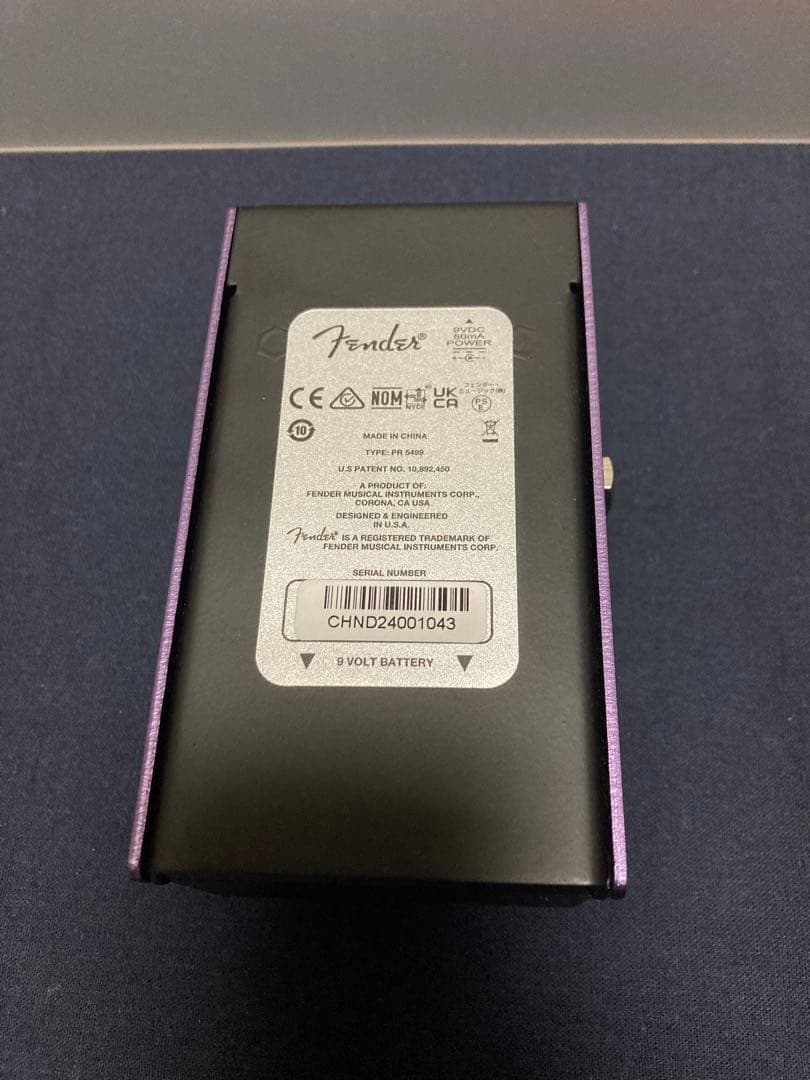 Fender®
9VDC
50mA
POWER
CE
NOM
NYCE
UK
CA
フェンダー・
ミュージック(株)
PS
E
10
MADE IN CHINA
TYPE: PR 5499
U.S PATENT NO. 10,892,450
A PRODUCT OF:
FENDER MUSICAL INSTRUMENTS CORP.,
CORONA, CA USA
DESIGNED & ENGINEERED
IN U.S.A.
Fender® IS A REGISTERED TRADEMARK OF
FENDER MUSICAL INSTRUMENTS CORP.
SERIAL NUMBER
CHND24001043
9 VOLT BATTERY